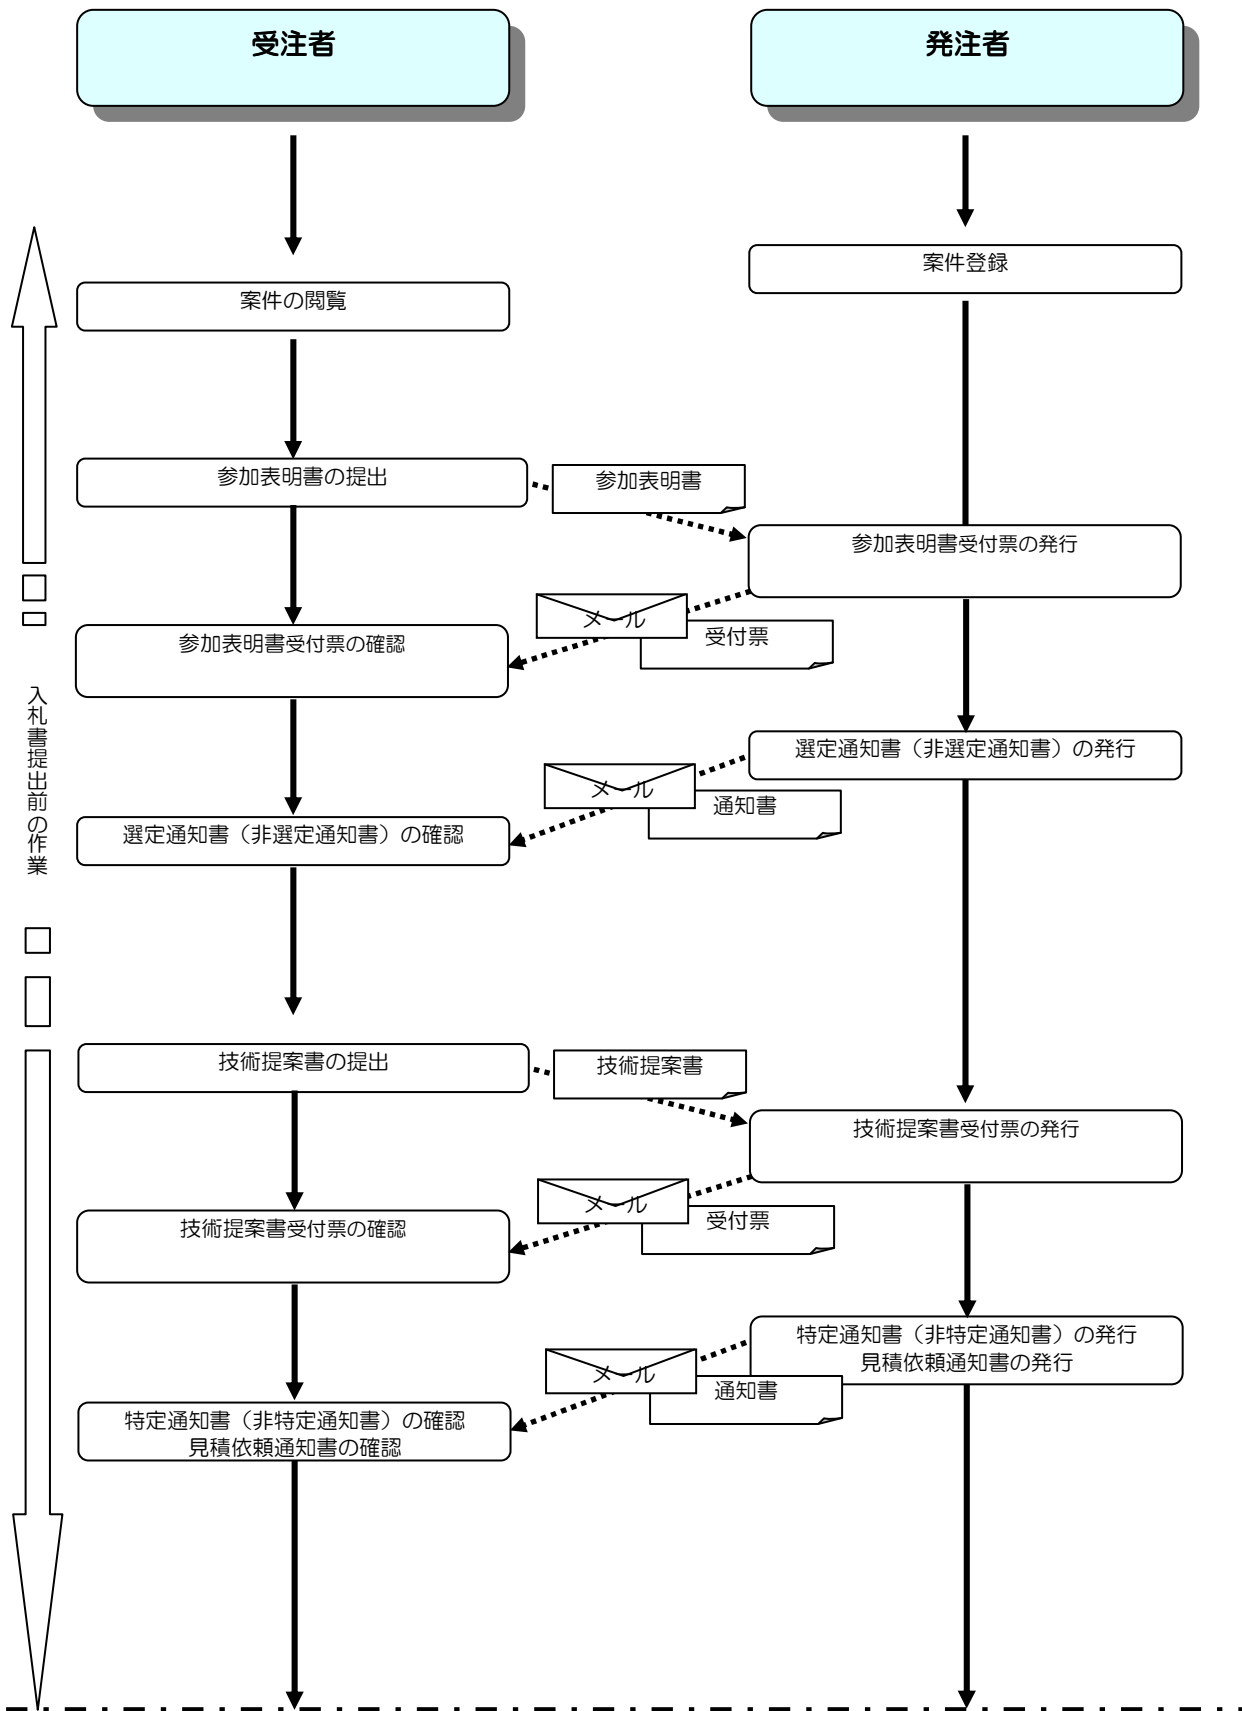 受注者
発注者
案件登録
案件の閲覧
参加表明書の提出
参加表明書
参加表明書受付票の発行
メール
受付票
参加表明書受付票の確認
入札書提出前の作業
選定通知書（非選定通知書）の発行
メール
通知書
選定通知書（非選定通知書）の確認
技術提案書の提出
技術提案書
技術提案書受付票の発行
メール
受付票
技術提案書受付票の確認
特定通知書（非特定通知書）の発行
見積依頼通知書の発行
メール
通知書
特定通知書（非特定通知書）の確認
見積依頼通知書の確認